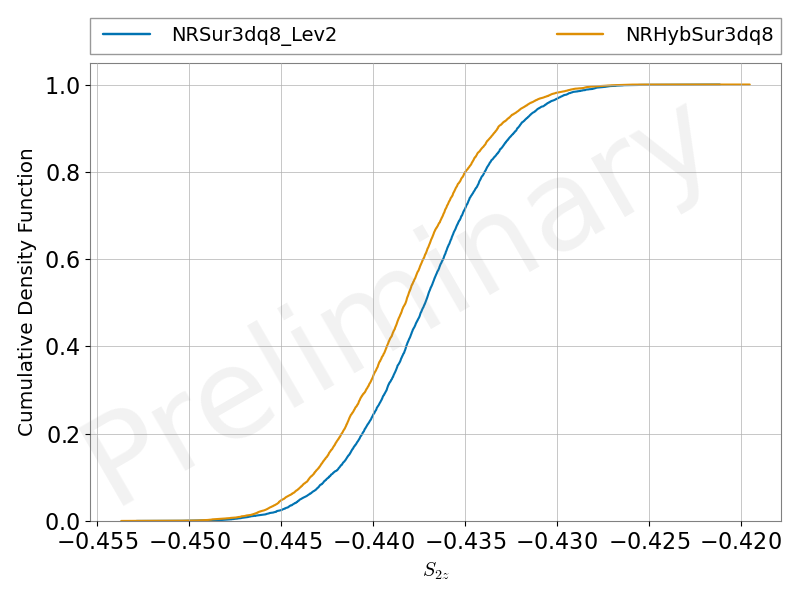 NRSur3dq8_Lev2 NRHybSur3dq8
Cumulative Density Function
1.0
0.8
0.6
0.4
0.2
0.0
Preliminary
−0.455 −0.450 −0.445 −0.440 −0.435 −0.430 −0.425 −0.420
S2z